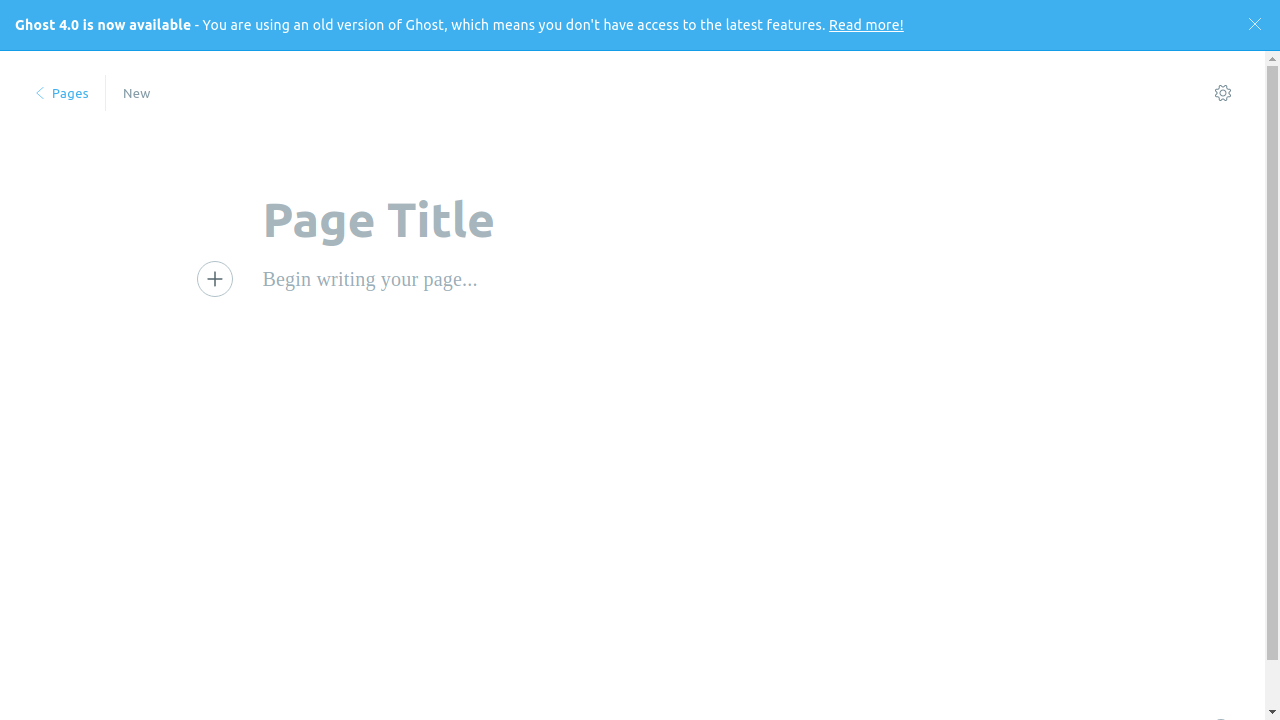 Ghost 4.0 is now available - You are using an old version of Ghost, which means you don't have access to the latest features. Read more!
Pages
New
Page Title
Begin writing your page...